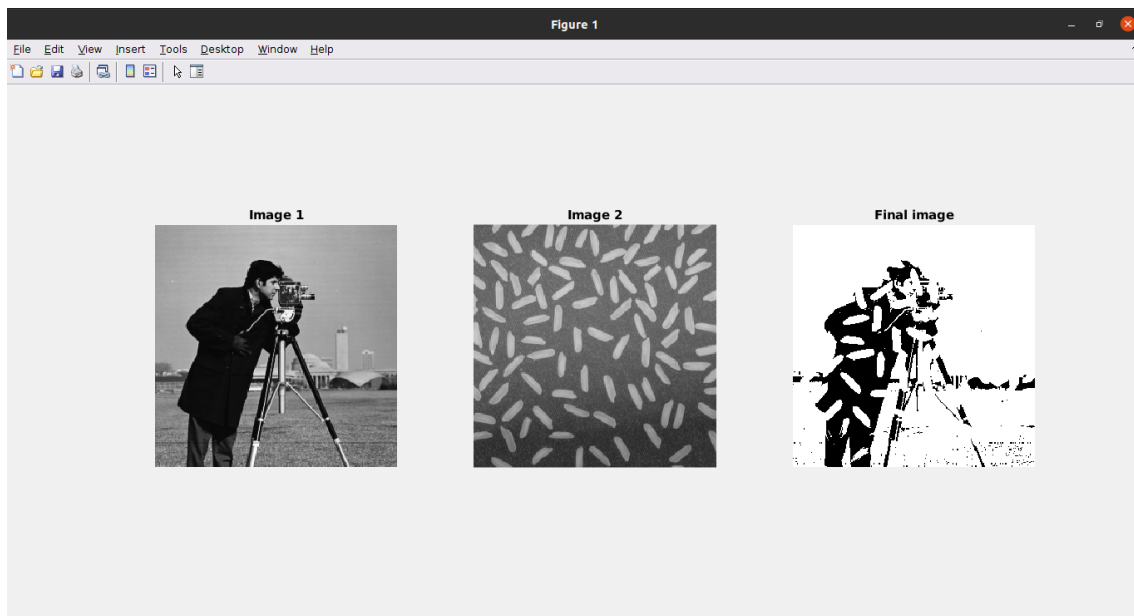 Figure 1
File Edit View Insert Tools Desktop Window Help
Image 1 Image 2 Final image